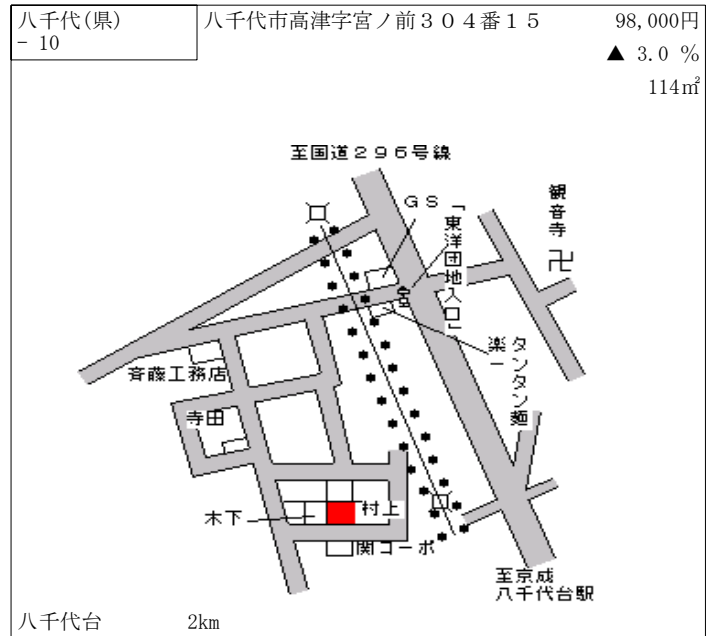 八千代(県)
- 10
八千代市高津字宮ノ前３０４番１５
98,000円
▲ 3.0 %
114㎡
至国道２９６号線
ＧＳ
「東洋団地入口」
観音寺
卍
楽一
タンタン麺
斉藤工務店
寺田
木下
村上
関コーポ
至京成
八千代台駅
八千代台
2km